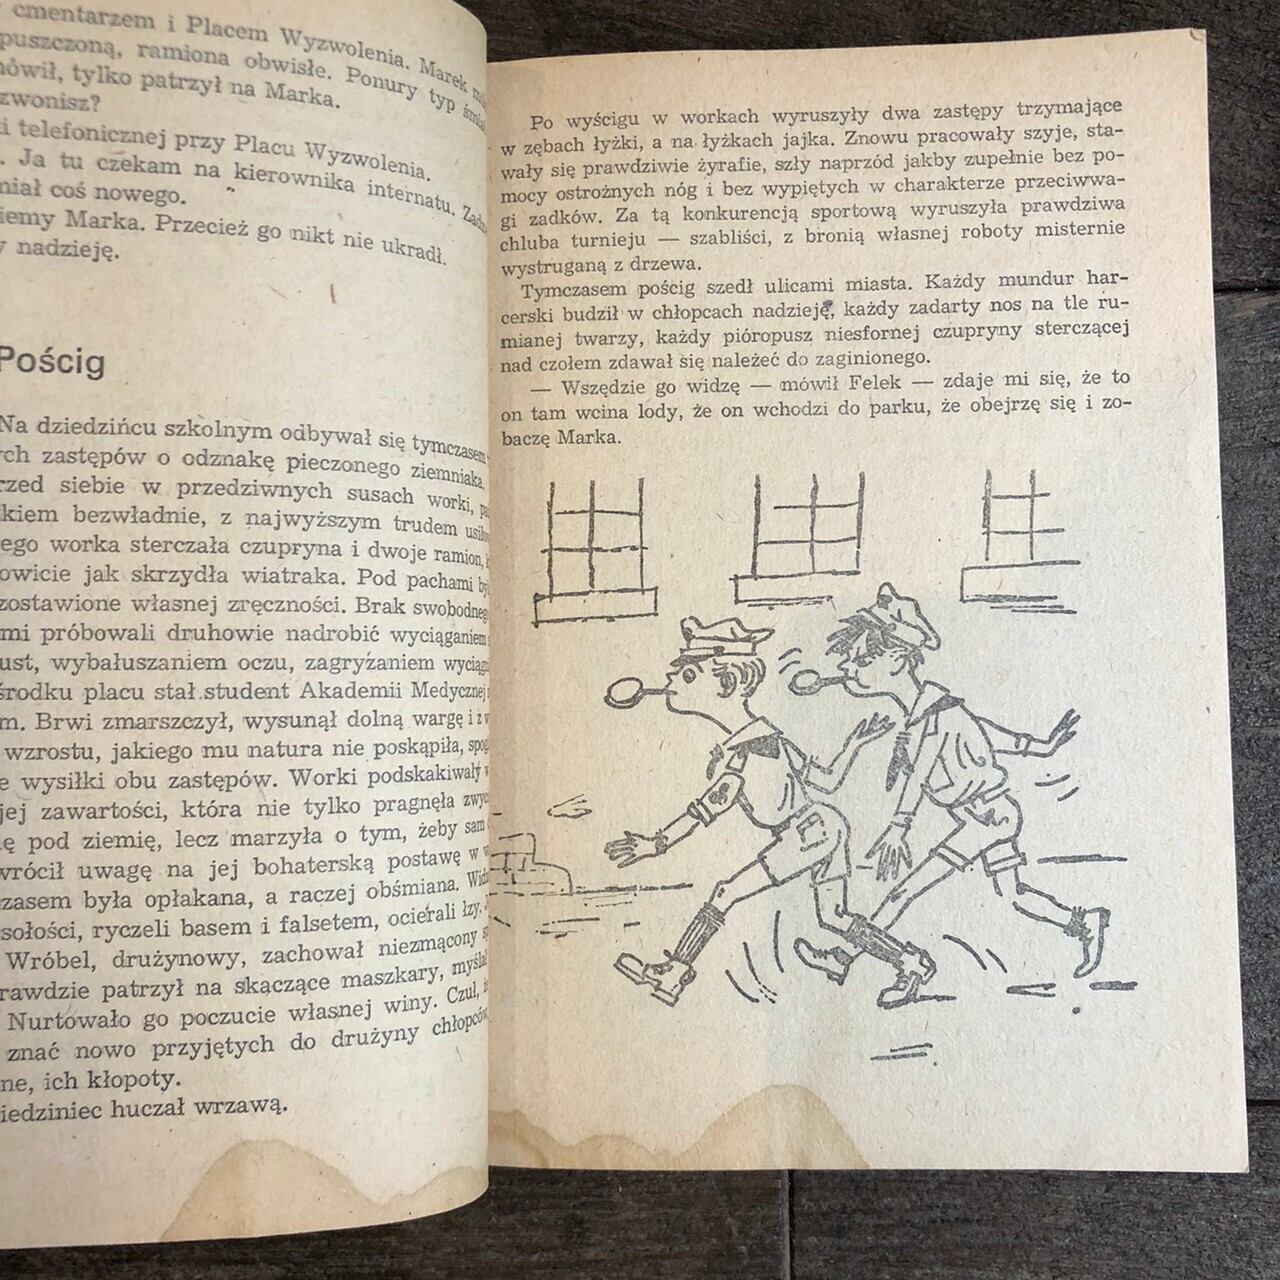 cmentarzem i Placem Wyzwolenia. Marek
puszczoną, ramiona obwisłe. Ponury typ
mówił, tylko patrzył na Marka.
zwonisz?
i telefonicznej przy Placu Wyzwolenia.
. Ja tu czekam na kierownika internatu.
miał coś nowego.
iemy Marka. Przecież go nikt nie ukradł.
y nadzieję.
Pościg
Na dziedzińcu szkolnym odbywał się tymczasem
ych zastępów o odznakę pieczonego ziemniaka.
rzed siebie w przedziwnych susach worki,
kiem bezwładnie, z najwyższym trudem
ego worka sterczała czupryna i dwoje ramion,
owicie jak skrzydła wiatraka. Pod pachami
zostawione własnej zręczności. Brak swobodnego
mi próbowali druhowie nadrobić wyciąganiem
ust, wybałuszaniem oczu, zagryzaniem
środku placu stał student Akademii Medycznej
m. Brwi zmarszczył, wysunął dolną wargę i z
wzrostu, jakiego mu natura nie poskąpiła,
e wysiłki obu zastępów. Worki podskakiwały
jej zawartości, która nie tylko pragnęła
ę pod ziemię, lecz marzyła o tym, żeby sam
wrócił uwagę na jej bohaterską postawę w
zasem była opłakana, a raczej obśmiana.
sołości, ryczeli basem i falsetem, ocierali łzy.
Wróbel, drużynowy, zachował niezmącony
rawdzie patrzył na skaczące maszkary,
Nurtowało go poczucie własnej winy. Czuł,
znać nowo przyjętych do drużyny chłopców
ne, ich kłopoty.
iedziniec huczał wrzawą.
Po wyścigu w workach wyruszyły dwa zastępy trzymające
w zębach łyżki, a na łyżkach jajka. Znowu pracowały szyje, sta-
wały się prawdziwie żyrafie, szły naprzód jakby zupełnie bez po-
mocy ostrożnych nóg i bez wypiętych w charakterze przeciwwa-
gi zadków. Za tą konkurencją sportową wyruszyła prawdziwa
chluba turnieju — szabliści, z bronią własnej roboty misternie
wystruganą z drzewa.
Tymczasem pościg szedł ulicami miasta. Każdy mundur har-
cerski budził w chłopcach nadzieję, każdy zadarty nos na tle ru-
mianej twarzy, każdy pióropusz niesfornej czupryny sterczącej
nad czołem zdawał się należeć do zaginionego.
— Wszędzie go widzę — mówił Felek — zdaje mi się, że to
on tam wcina lody, że on wchodzi do parku, że obejrzę się i zo-
baczę Marka.